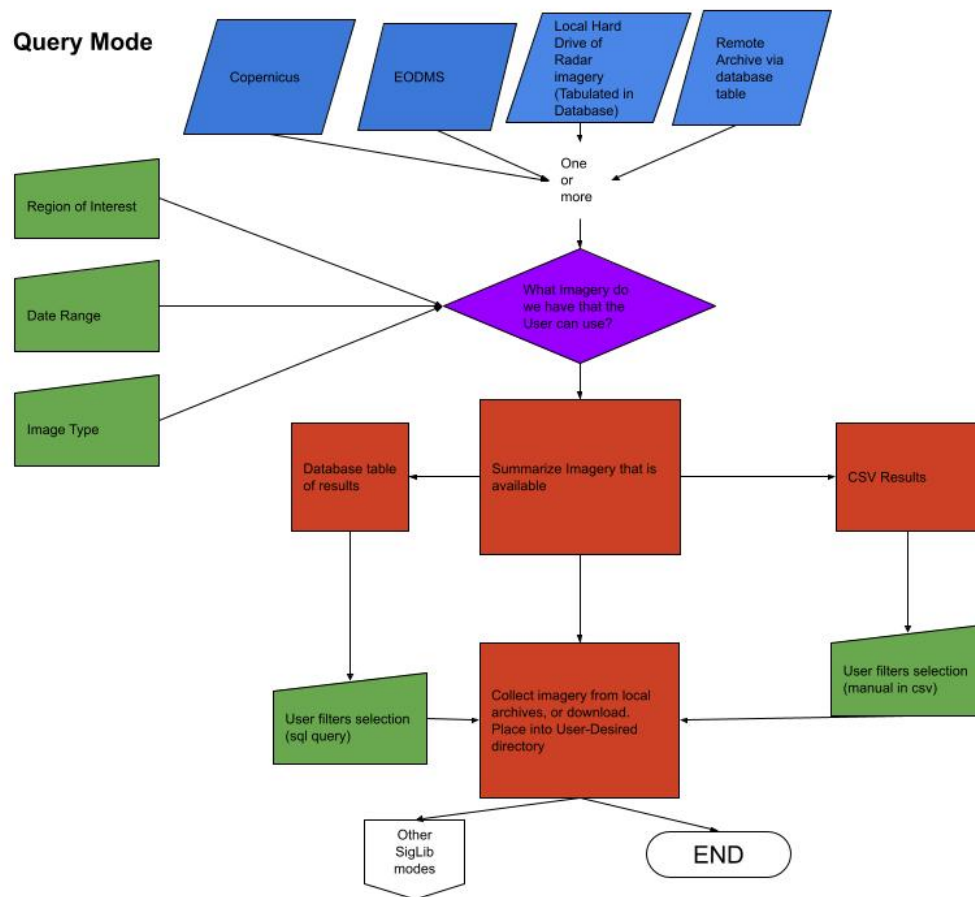 Query Mode
Copernicus
EODMS
Local Hard
Drive of
Radar
imagery
(Tabulated in
Database)
Remote
Archive via
database
table
One
or
more
Region of Interest
Date Range
Image Type
What Imagery do
we have that the
User can use?
Database table
of results
Summarize Imagery that is
available
CSV Results
User filters selection
(sql query)
Collect imagery from local
archives, or download.
Place into User-Desired
directory
User filters selection
(manual in csv)
Other
SigLib
modes
END